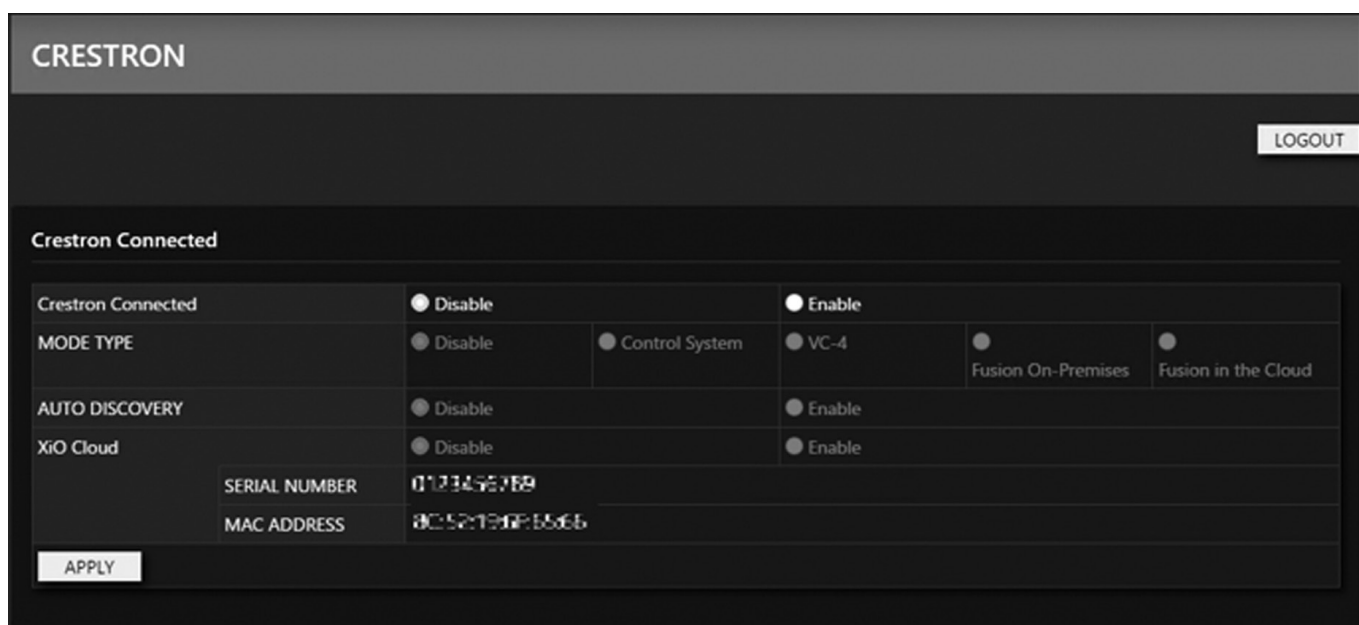 CRESTRON
LOGOUT
Crestron Connected
Crestron Connected Disable Enable
MODE TYPE Disable Control System VC-4 Fusion On-Premises Fusion in the Cloud
AUTO DISCOVERY Disable Enable
XiO Cloud Disable Enable
SERIAL NUMBER 0123456789
MAC ADDRESS
APPLY